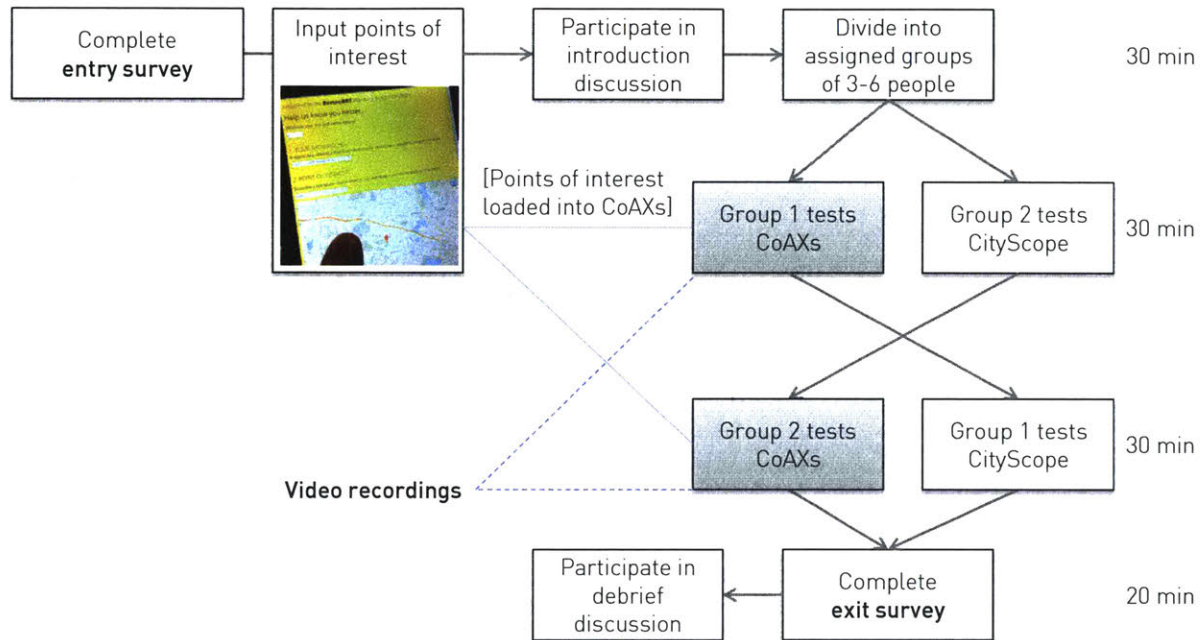 Complete
entry survey
Input points of
interest
Participate in
introduction
discussion
Divide into
assigned groups
of 3-6 people
30 min
[Points of interest
loaded into CoAXs]
Group 1 tests
CoAXs
Group 2 tests
CityScope
30 min
Group 2 tests
CoAXs
Group 1 tests
CityScope
30 min
Video recordings
Participate in
debrief
discussion
Complete
exit survey
20 min